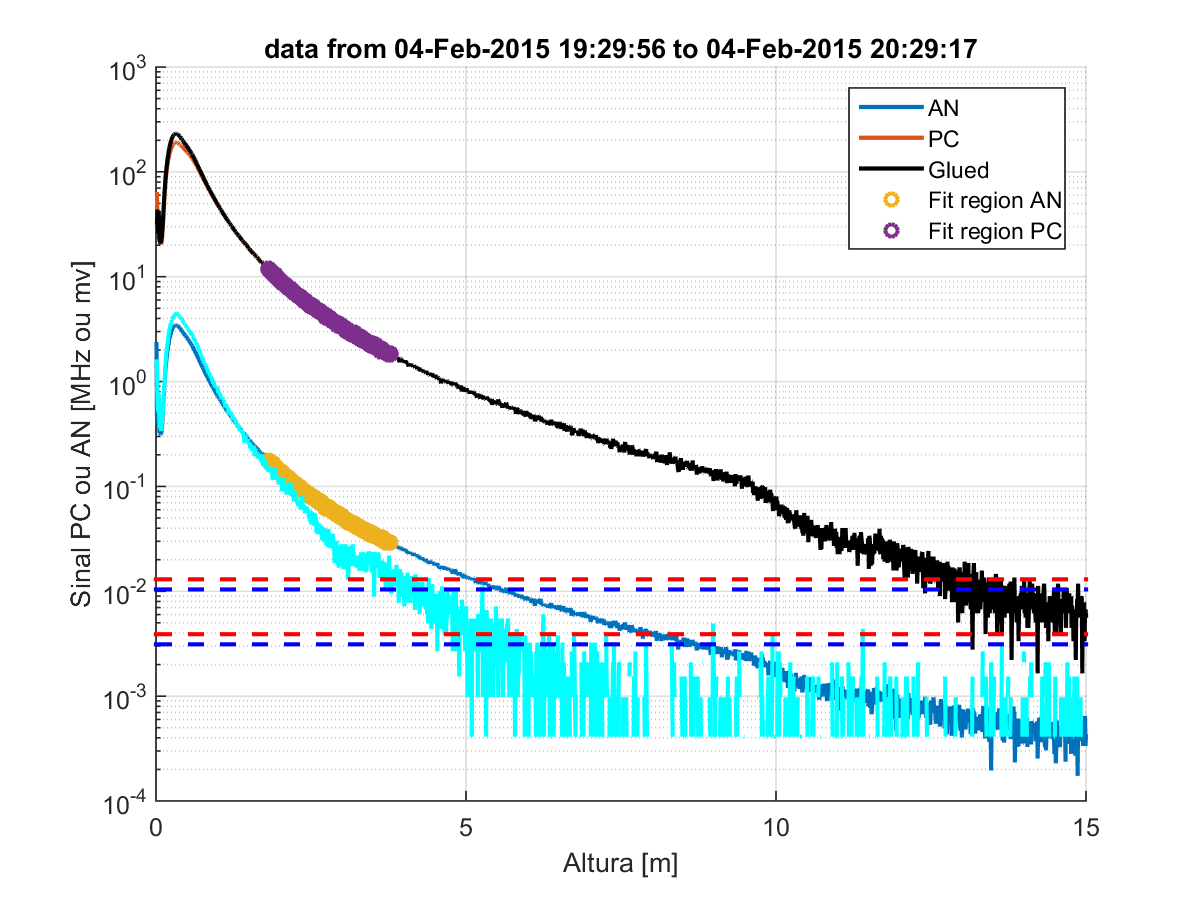 data from 04-Feb-2015 19:29:56 to 04-Feb-2015 20:29:17
Sinal PC ou AN [MHz ou mv]
10^3
10^2
10^1
10^0
10^-1
10^-2
10^-3
10^-4
AN
PC
Glued
Fit region AN
Fit region PC
0 5 10 15
Altura [m]